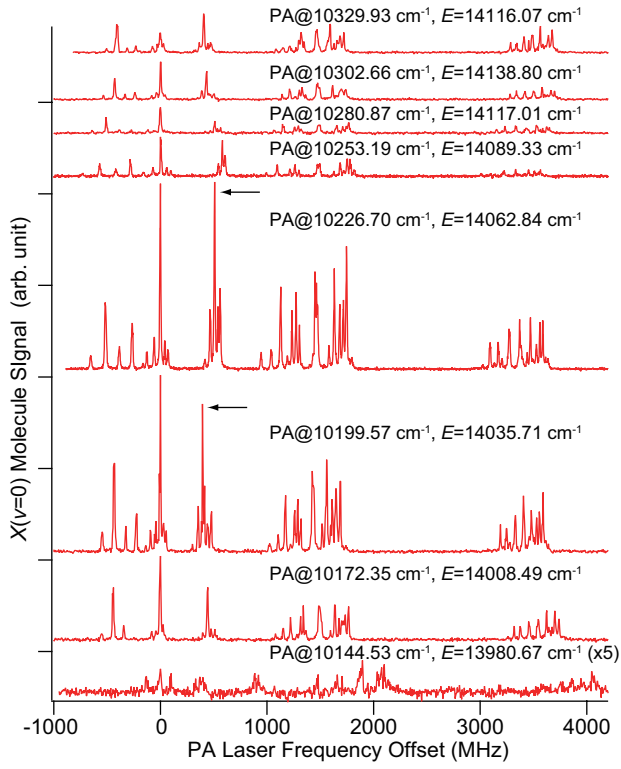 PA@10329.93 cm-1, E=14116.07 cm-1
PA@10302.66 cm-1, E=14138.80 cm-1
PA@10280.87 cm-1, E=14117.01 cm-1
PA@10253.19 cm-1, E=14089.33 cm-1
PA@10226.70 cm-1, E=14062.84 cm-1
PA@10199.57 cm-1, E=14035.71 cm-1
PA@10172.35 cm-1, E=14008.49 cm-1
PA@10144.53 cm-1, E=13980.67 cm-1 (x5)
X(v=0) Molecule SIgnal (arb. unit)
-1000 0 1000 2000 3000 4000
PA Laser Frequency Offset (MHz)